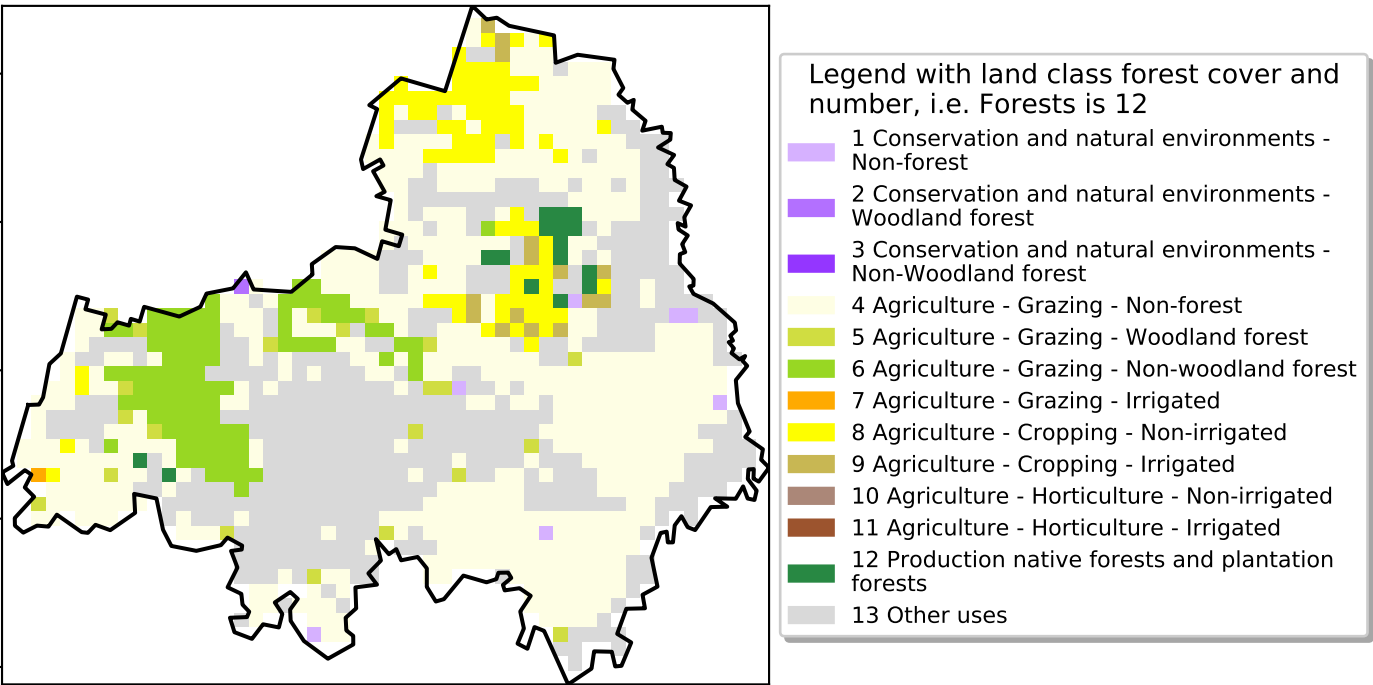 Legend with land class forest cover and
number, i.e. Forests is 12
1 Conservation and natural environments -
Non-forest
2 Conservation and natural environments -
Woodland forest
3 Conservation and natural environments -
Non-Woodland forest
4 Agriculture - Grazing - Non-forest
5 Agriculture - Grazing - Woodland forest
6 Agriculture - Grazing - Non-woodland forest
7 Agriculture - Grazing - Irrigated
8 Agriculture - Cropping - Non-irrigated
9 Agriculture - Cropping - Irrigated
10 Agriculture - Horticulture - Non-irrigated
11 Agriculture - Horticulture - Irrigated
12 Production native forests and plantation
forests
13 Other uses